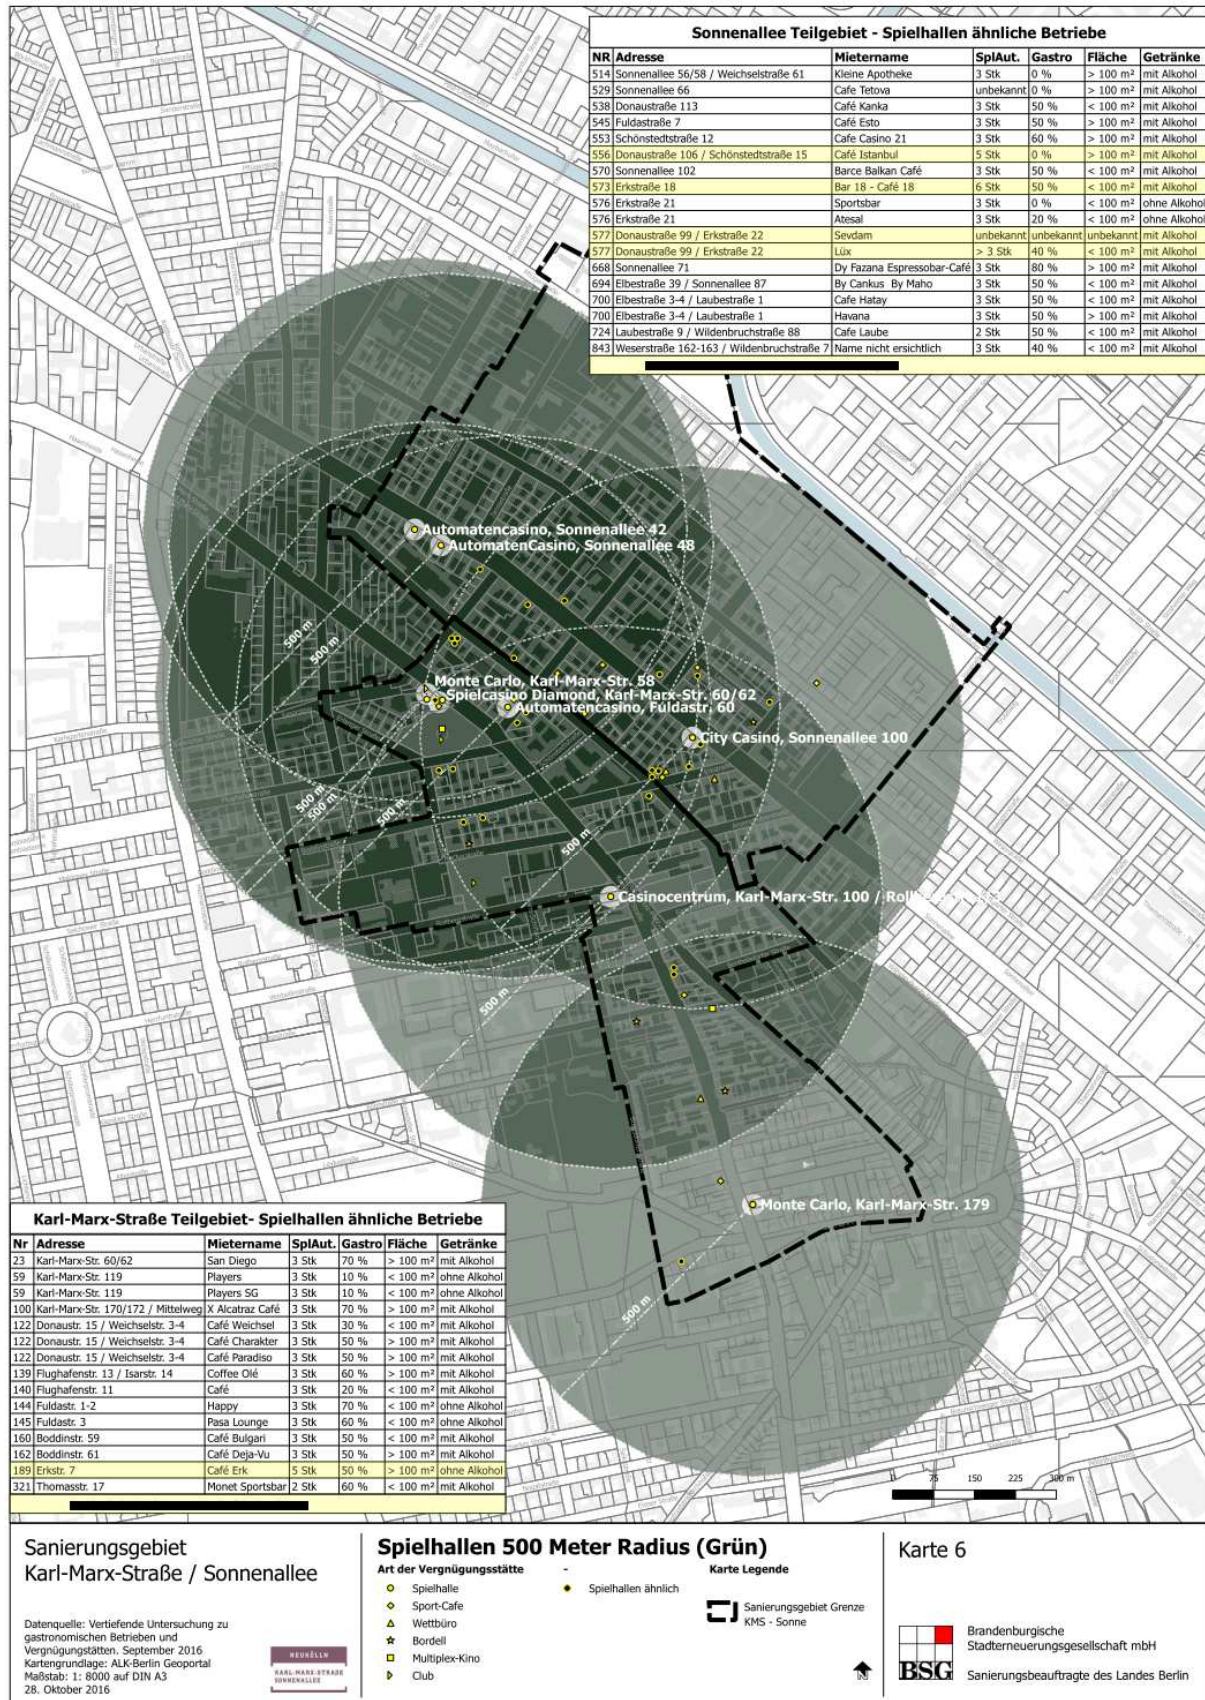 Sonnenallee Teilgebiet - Spielhallen ähnliche Betriebe
NR Adresse Mietername SplAut. Gastro Fläche Getränke
514 Sonnenallee 56/58 / Weichselstraße 61 Kleine Apotheke 3 Stk 0 % > 100 m² mit Alkohol
529 Sonnenallee 66 Cafe Tetova unbekannt 0 % > 100 m² mit Alkohol
538 Donaustraße 113 Café Kanka 3 Stk 50 % < 100 m² mit Alkohol
545 Fuldastraße 7 Café Esto 3 Stk 50 % > 100 m² mit Alkohol
553 Schönstedtstraße 12 Cafe Casino 21 3 Stk 60 % > 100 m² mit Alkohol
556 Donaustraße 106 / Schönstedtstraße 15 Café Istanbul 5 Stk 0 % > 100 m² mit Alkohol
570 Sonnenallee 102 Barce Balkan Café 3 Stk 50 % < 100 m² mit Alkohol
573 Erkstraße 18 Bar 18 - Café 18 6 Stk 50 % < 100 m² mit Alkohol
576 Erkstraße 21 Sportsbar 3 Stk 0 % < 100 m² ohne Alkohol
576 Erkstraße 21 Atesal 3 Stk 20 % < 100 m² ohne Alkohol
577 Donaustraße 99 / Erkstraße 22 Sevdam unbekannt unbekannt unbekannt mit Alkohol
577 Donaustraße 99 / Erkstraße 22 Lüx > 3 Stk 40 % < 100 m² mit Alkohol
668 Sonnenallee 71 Dy Fazana Espressobar-Café 3 Stk 80 % > 100 m² mit Alkohol
694 Elbestraße 39 / Sonnenallee 87 By Cankus By Maho 3 Stk 50 % < 100 m² mit Alkohol
700 Elbestraße 3-4 / Laubestraße 1 Cafe Hatay 3 Stk 50 % < 100 m² mit Alkohol
700 Elbestraße 3-4 / Laubestraße 1 Havana 3 Stk 50 % > 100 m² mit Alkohol
724 Laubestraße 9 / Wildenbruchstraße 88 Cafe Laube 2 Stk 50 % < 100 m² mit Alkohol
843 Weserstraße 162-163 / Wildenbruchstraße 7 Name nicht ersichtlich 3 Stk 40 % < 100 m² mit Alkohol
Automatencasino, Sonnenallee 42
AutomatenCasino, Sonnenallee 48
500 m
500 m
Monte Carlo, Karl-Marx-Str. 58
Spielcasino Diamond, Karl-Marx-Str. 60/62
Automatencasino, Fuldastr. 60
City Casino, Sonnenallee 100
500 m
500 m
500 m
500 m
Casinocentrum, Karl-Marx-Str. 100 /
500 m
Monte Carlo, Karl-Marx-Str. 179
500 m
Karl-Marx-Straße Teilgebiet- Spielhallen ähnliche Betriebe
Nr Adresse Mietername SplAut. Gastro Fläche Getränke
23 Karl-Marx-Str. 60/62 San Diego 3 Stk 70 % > 100 m² mit Alkohol
59 Karl-Marx-Str. 119 Players 3 Stk 10 % < 100 m² ohne Alkohol
59 Karl-Marx-Str. 119 Players SG 3 Stk 10 % < 100 m² ohne Alkohol
100 Karl-Marx-Str. 170/172 / Mittelweg X Alcatraz Café 3 Stk 70 % > 100 m² mit Alkohol
122 Donaustr. 15 / Weichselstr. 3-4 Café Weichsel 3 Stk 30 % < 100 m² mit Alkohol
122 Donaustr. 15 / Weichselstr. 3-4 Café Charakter 3 Stk 50 % > 100 m² mit Alkohol
122 Donaustr. 15 / Weichselstr. 3-4 Café Paradiso 3 Stk 50 % > 100 m² mit Alkohol
139 Flughafenstr. 13 / Isarstr. 14 Coffee Olé 3 Stk 60 % > 100 m² mit Alkohol
140 Flughafenstr. 11 Café 3 Stk 20 % < 100 m² mit Alkohol
144 Fuldastr. 1-2 Happy 3 Stk 70 % < 100 m² ohne Alkohol
145 Fuldastr. 3 Pasa Lounge 3 Stk 60 % < 100 m² ohne Alkohol
160 Boddinstr. 59 Café Bulgari 3 Stk 50 % < 100 m² mit Alkohol
162 Boddinstr. 61 Café Deja-Vu 3 Stk 50 % > 100 m² mit Alkohol
189 Erkstr. 7 Café Erk 5 Stk 50 % > 100 m² ohne Alkohol
321 Thomasstr. 17 Monet Sportsbar 2 Stk 60 % < 100 m² mit Alkohol
0 75 150 225 300 m
Sanierungsgebiet
Karl-Marx-Straße / Sonnenallee
Datenquelle: Vertiefende Untersuchung zu
gastronomischen Betrieben und
Vergnügungstätten. September 2016
Kartengrundlage: ALK-Berlin Geoportal
Maßstab: 1: 8000 auf DIN A3
28. Oktober 2016
NEUKÖLLN
KARL-MARX-STRASSE
SONNENALLEE
Spielhallen 500 Meter Radius (Grün)
Art der Vergnügungsstätte - Karte Legende
Spielhalle
Sport-Cafe
Wettbüro
Bordell
Multiplex-Kino
Club
Spielhallen ähnlich
Sanierungsgebiet Grenze
KMS - Sonne
N
Karte 6
BSG
Brandenburgische
Stadterneuerungsgesellschaft mbH
Sanierungsbeauftragte des Landes Berlin